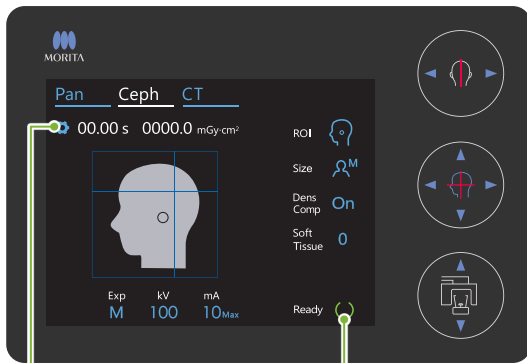 MORITA
Pan Ceph CT
00.00 s 0000.0 mGy·cm²
ROI
Size M
Dens
Comp On
Soft
Tissue 0
Exp kV mA
M 100 10Max
Ready